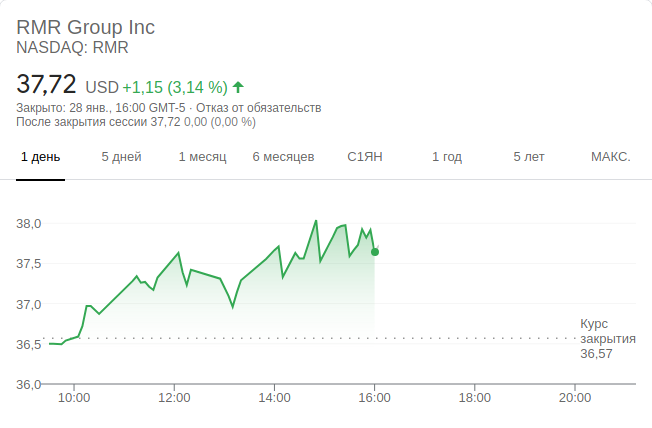 RMR Group Inc
NASDAQ: RMR
37,72 USD +1,15 (3,14 %)
Закрыто: 28 янв., 16:00 GMT-5 · Отказ от обязательств
После закрытия сессии 37,72 0,00 (0,00 %)
1 день 5 дней 1 месяц 6 месяцев С1ЯН 1 год 5 лет МАКС.
38,0
37,5
37,0
36,5
36,0
Курс
закрытия
36,57
10:00 12:00 14:00 16:00 18:00 20:00